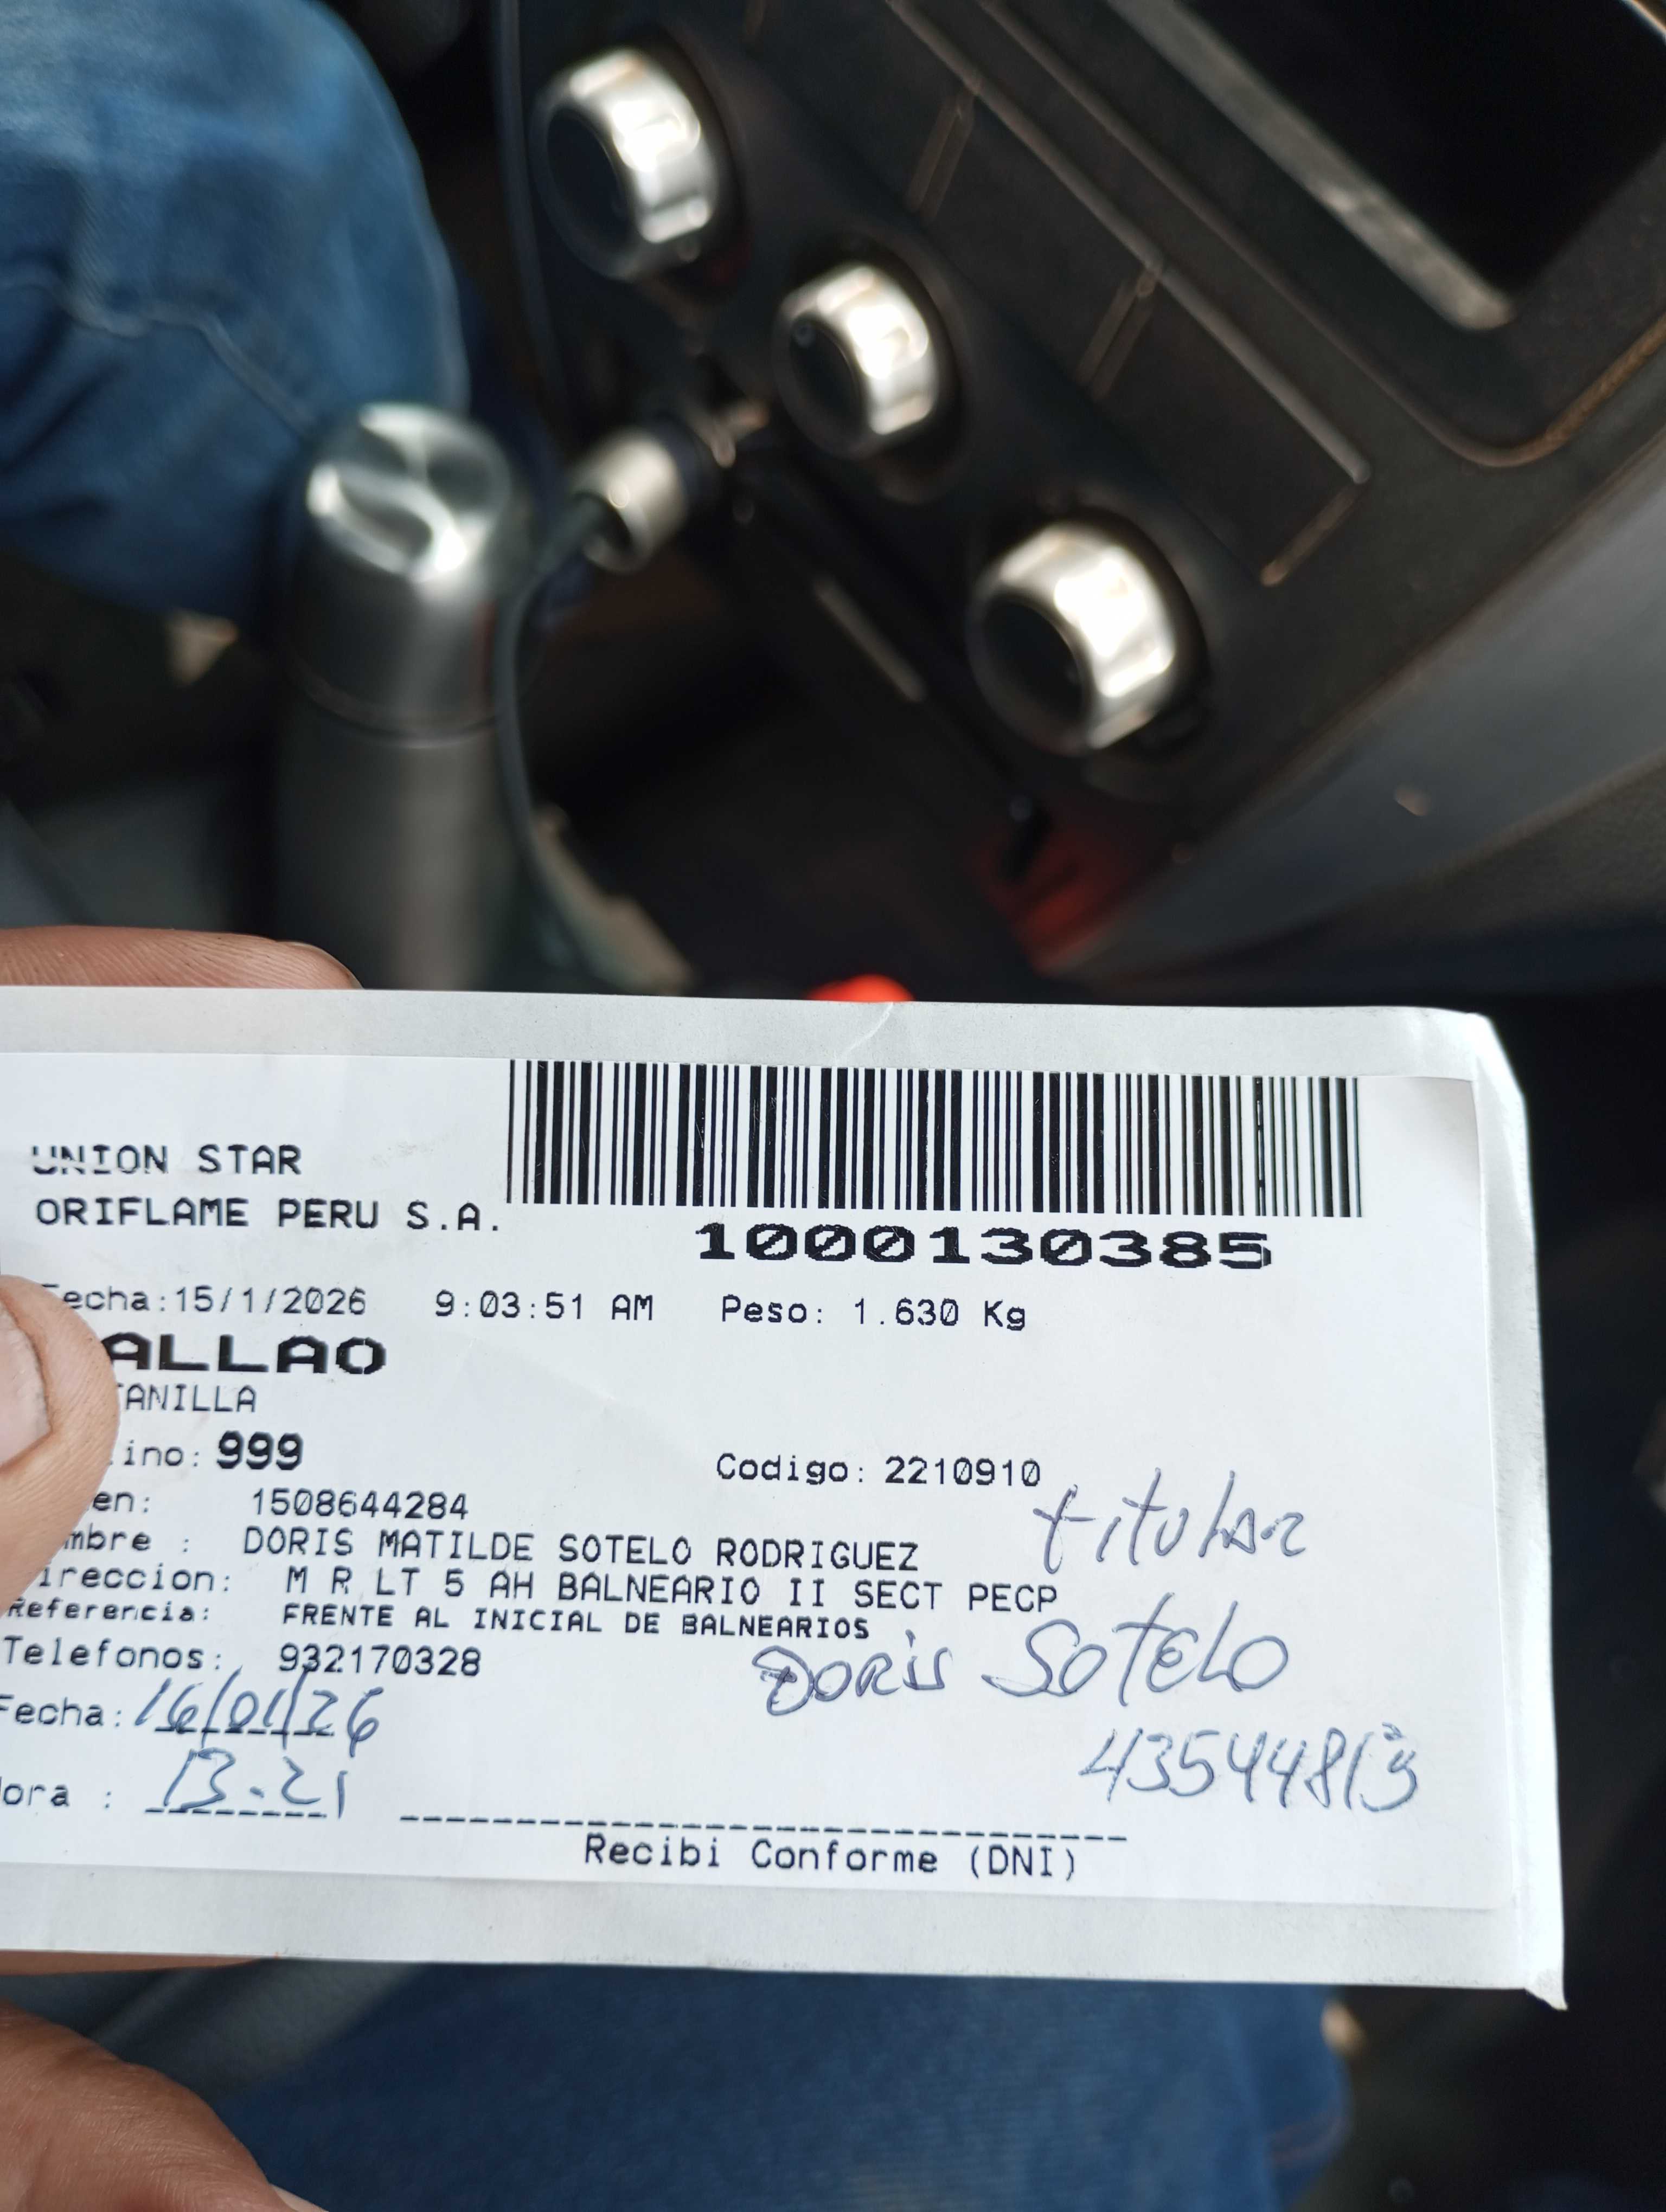 UNION STAR
ORIFLAME PERU S.A.
1000130385
Fecha:15/1/2026 9:03:51 AM Peso: 1.630 Kg
ALLAO
TANILLA
ino: 999 Codigo: 2210910
en: 1508644284 titular
mbre : DORIS MATILDE SOTELO RODRIGUEZ
ireccion: M R LT 5 AH BALNEARIO II SECT PECP
Referencia: FRENTE AL INICIAL DE BALNEARIOS
Telefonos: 932170328 DORIS Sotelo
Fecha: 16/01/26
ora : 13.21
Recibi Conforme (DNI)